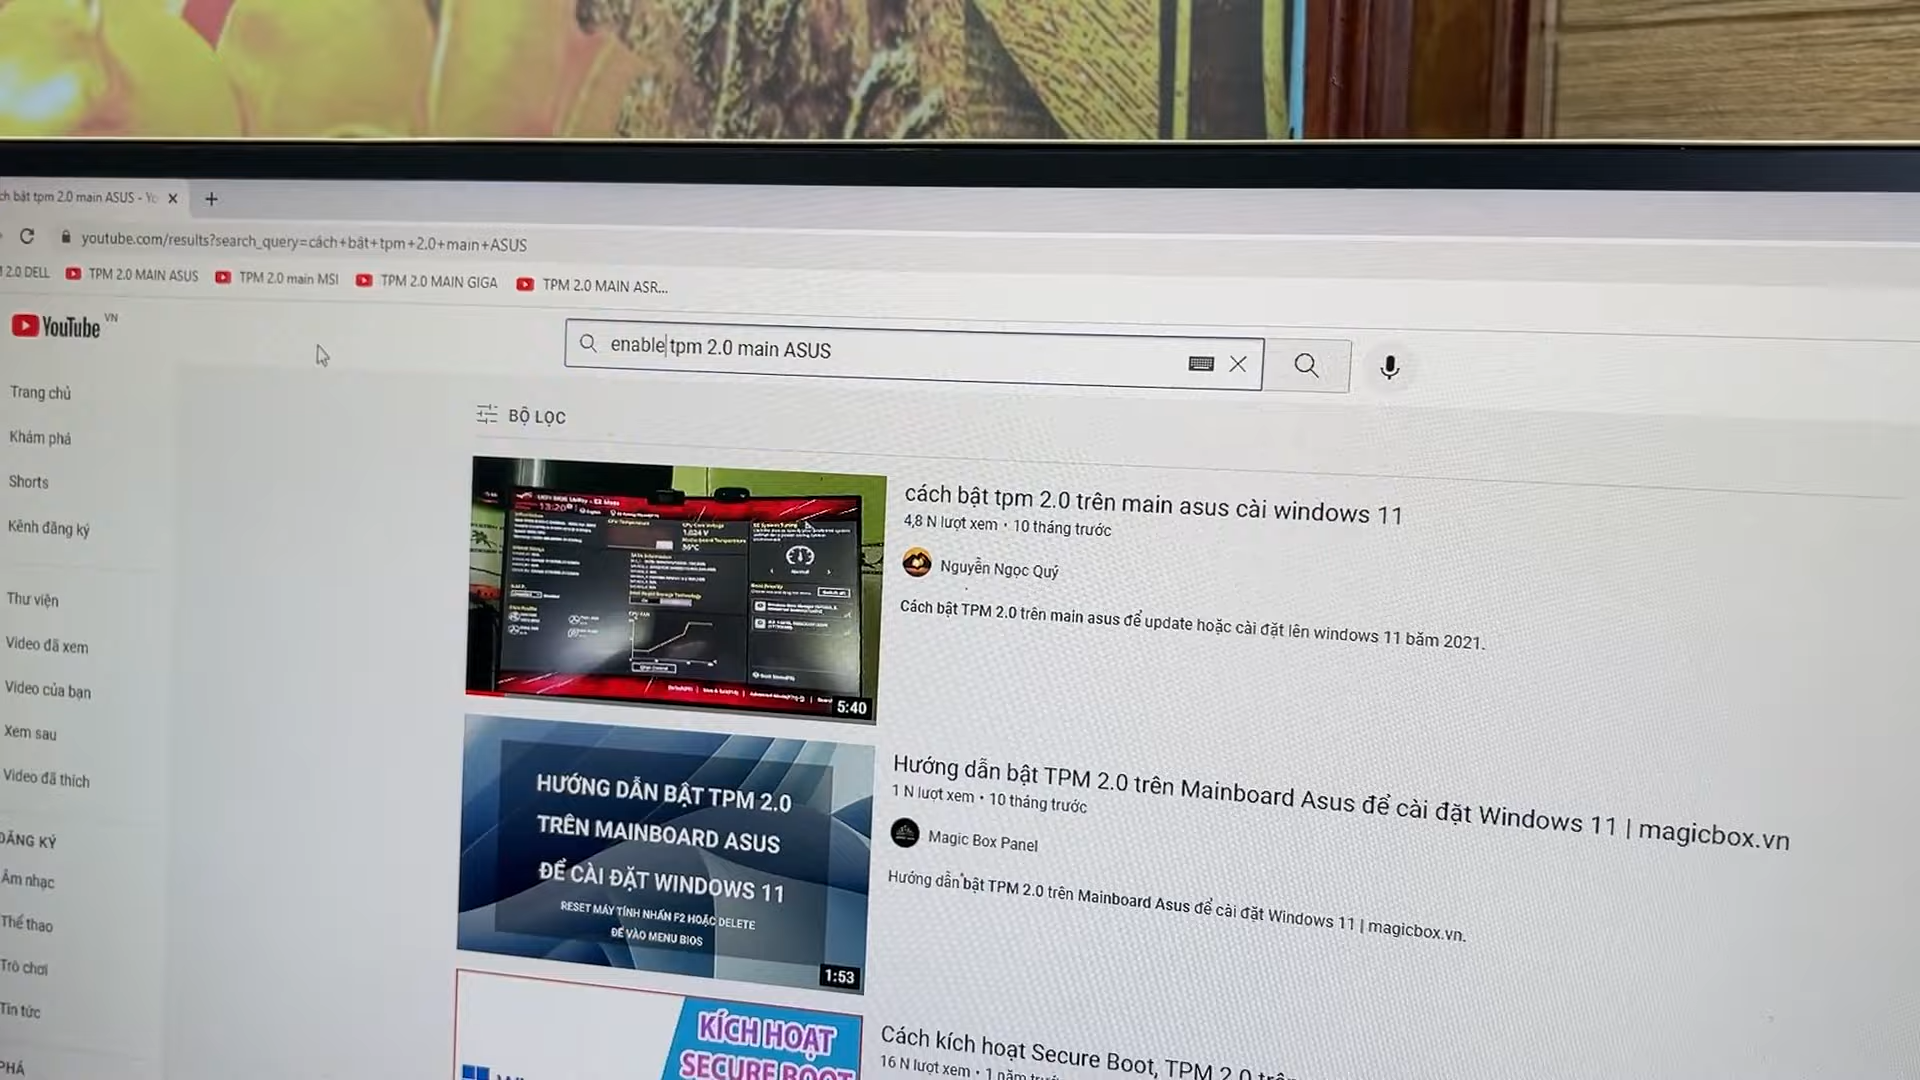 ch bật tpm 2.0 main ASUS - Yo
youtube.com/results?search_query=cách+bật+tpm+2.0+main+ASUS
2.0 DELL
TPM 2.0 MAIN ASUS
TPM 2.0 main MSI
TPM 2.0 MAIN GIGA
TPM 2.0 MAIN ASR...
YouTube VN
enable tpm 2.0 main ASUS
Trang chủ
Khám phá
Shorts
Kênh đăng ký
Thư viện
Video đã xem
Video của bạn
Xem sau
Video đã thích
ĐĂNG KÝ
Âm nhạc
Thể thao
Trò chơi
Tin tức
PHÁ
BỘ LỌC
13:20
5:40
cách bật tpm 2.0 trên main asus cài windows 11
4,8 N lượt xem • 10 tháng trước
Nguyễn Ngọc Quý
Cách bật TPM 2.0 trên main asus để update hoặc cài đặt lên windows 11 băm 2021.
HƯỚNG DẪN BẬT TPM 2.0
TRÊN MAINBOARD ASUS
ĐỂ CÀI ĐẶT WINDOWS 11
RESET MÁY TÍNH NHẤN F2 HOẶC DELETE
ĐỂ VÀO MENU BIOS
1:53
Hướng dẫn bật TPM 2.0 trên Mainboard Asus để cài đặt Windows 11 | magicbox.vn
1 N lượt xem • 10 tháng trước
Magic Box Panel
Hướng dẫn bật TPM 2.0 trên Mainboard Asus để cài đặt Windows 11 | magicbox.vn.
KÍCH HOẠT
SECURE BOOT
Cách kích hoạt Secure Boot, TPM 2.0 trên
16 N lượt xem • 1 năm trước